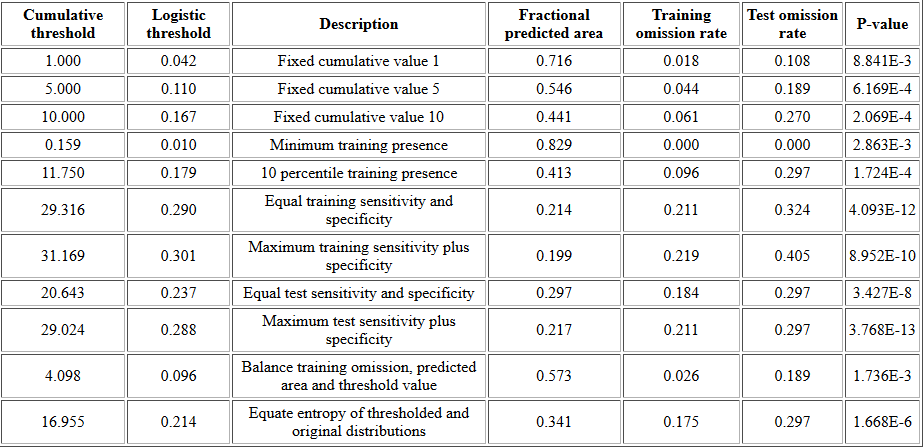 Cumulative threshold Logistic threshold Description Fractional predicted area Training omission rate Test omission rate P-value
1.000 0.042 Fixed cumulative value 1 0.716 0.018 0.108 8.841E-3
5.000 0.110 Fixed cumulative value 5 0.546 0.044 0.189 6.169E-4
10.000 0.167 Fixed cumulative value 10 0.441 0.061 0.270 2.069E-4
0.159 0.010 Minimum training presence 0.829 0.000 0.000 2.863E-3
11.750 0.179 10 percentile training presence 0.413 0.096 0.297 1.724E-4
29.316 0.290 Equal training sensitivity and specificity 0.214 0.211 0.324 4.093E-12
31.169 0.301 Maximum training sensitivity plus specificity 0.199 0.219 0.405 8.952E-10
20.643 0.237 Equal test sensitivity and specificity 0.297 0.184 0.297 3.427E-8
29.024 0.288 Maximum test sensitivity plus specificity 0.217 0.211 0.297 3.768E-13
4.098 0.096 Balance training omission, predicted area and threshold value 0.573 0.026 0.189 1.736E-3
16.955 0.214 Equate entropy of thresholded and original distributions 0.341 0.175 0.297 1.668E-6